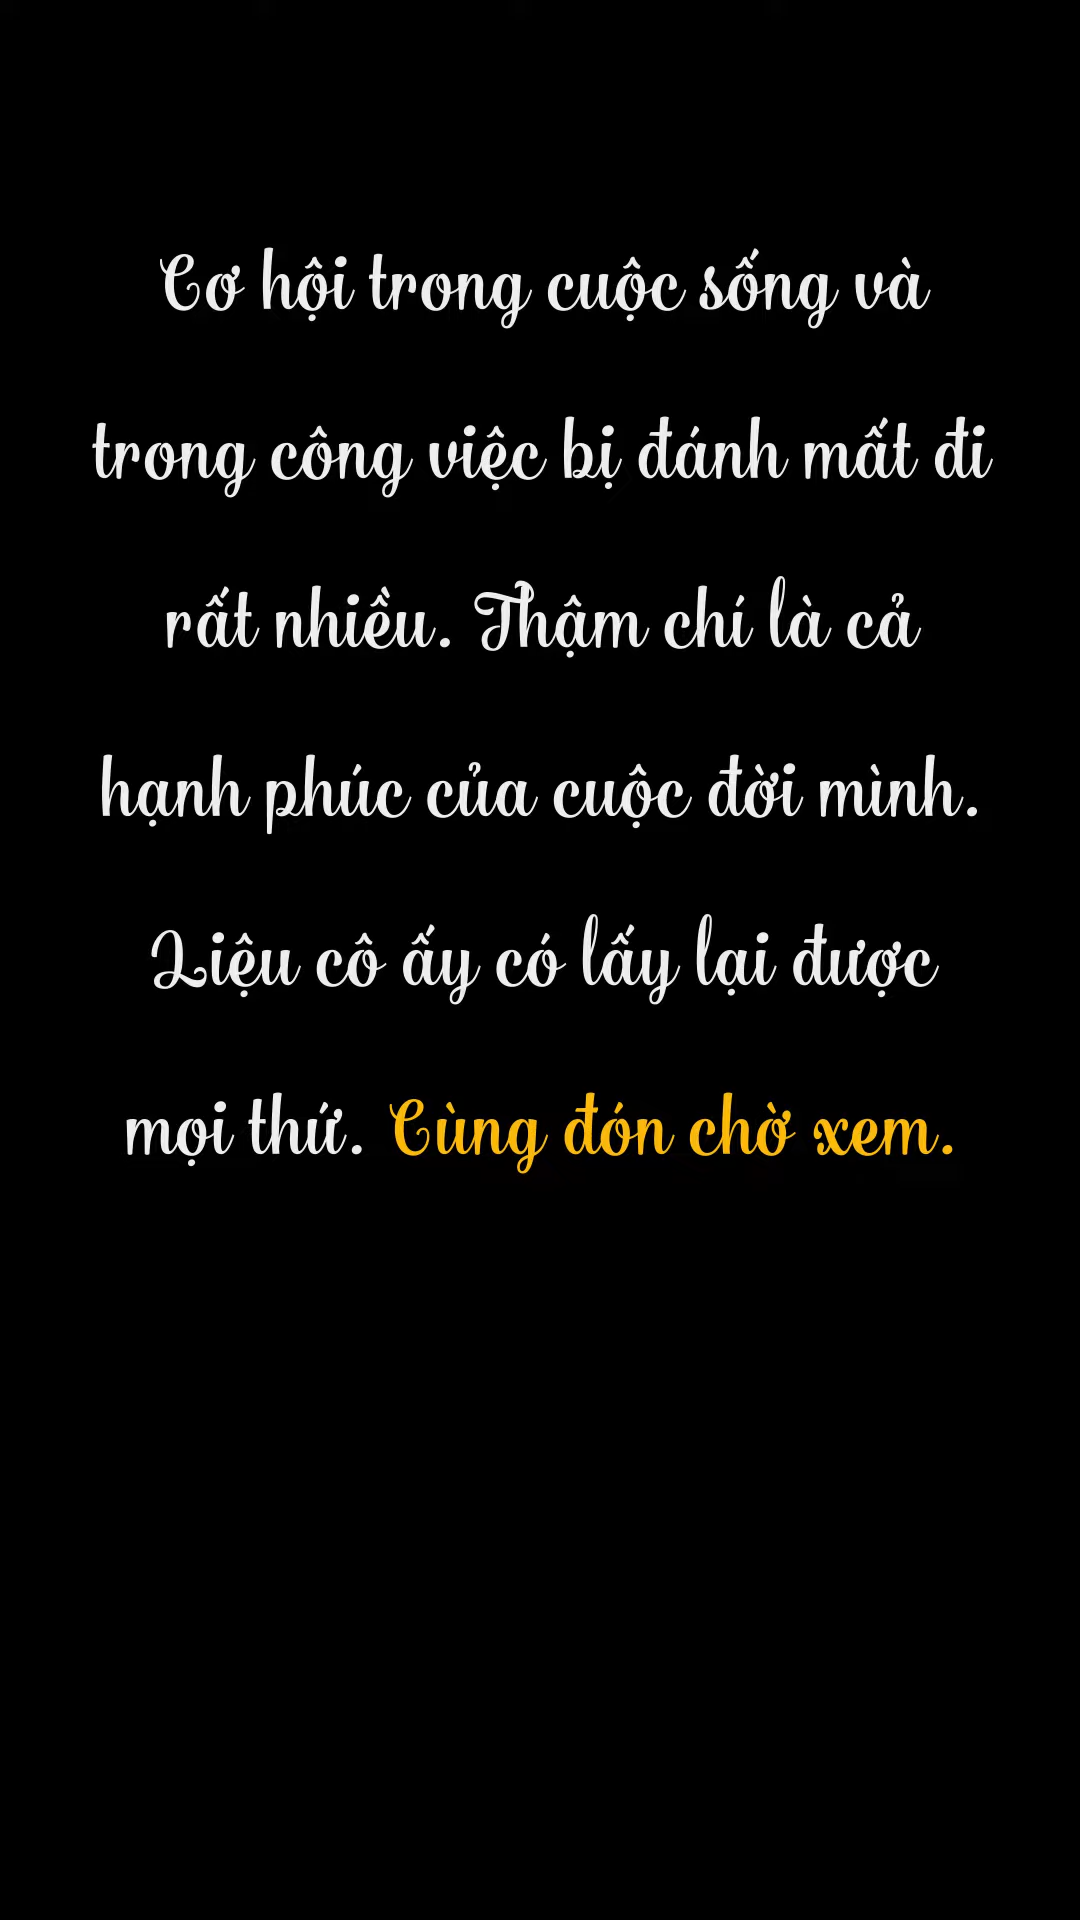 Cơ hội trong cuộc sống và
trong công việc bị đánh mất đi
rất nhiều. Thậm chí là cả
hạnh phúc của cuộc đời mình.
Liệu cô ấy có lấy lại được
mọi thứ. Cùng đón chờ xem.